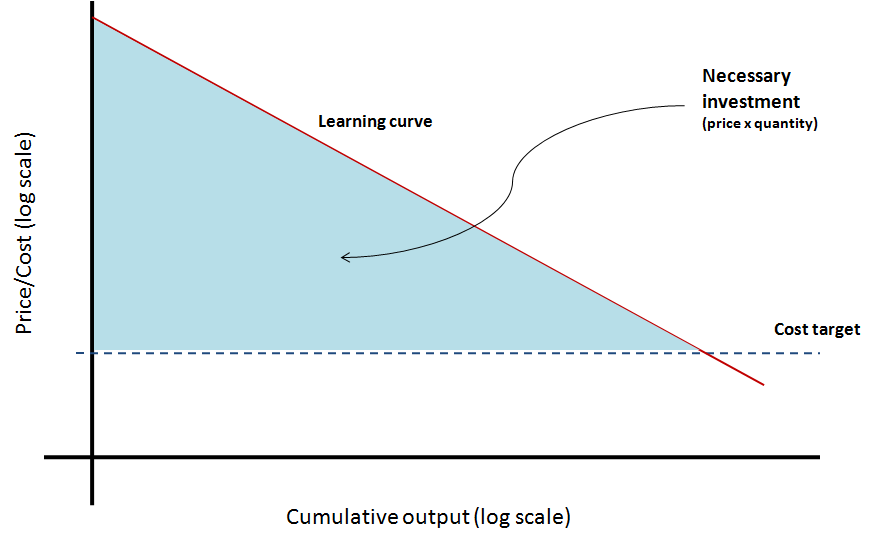 Necessary
investment
(price x quantity)
Learning curve
Price/Cost (log scale)
Cost target
Cumulative output (log scale)